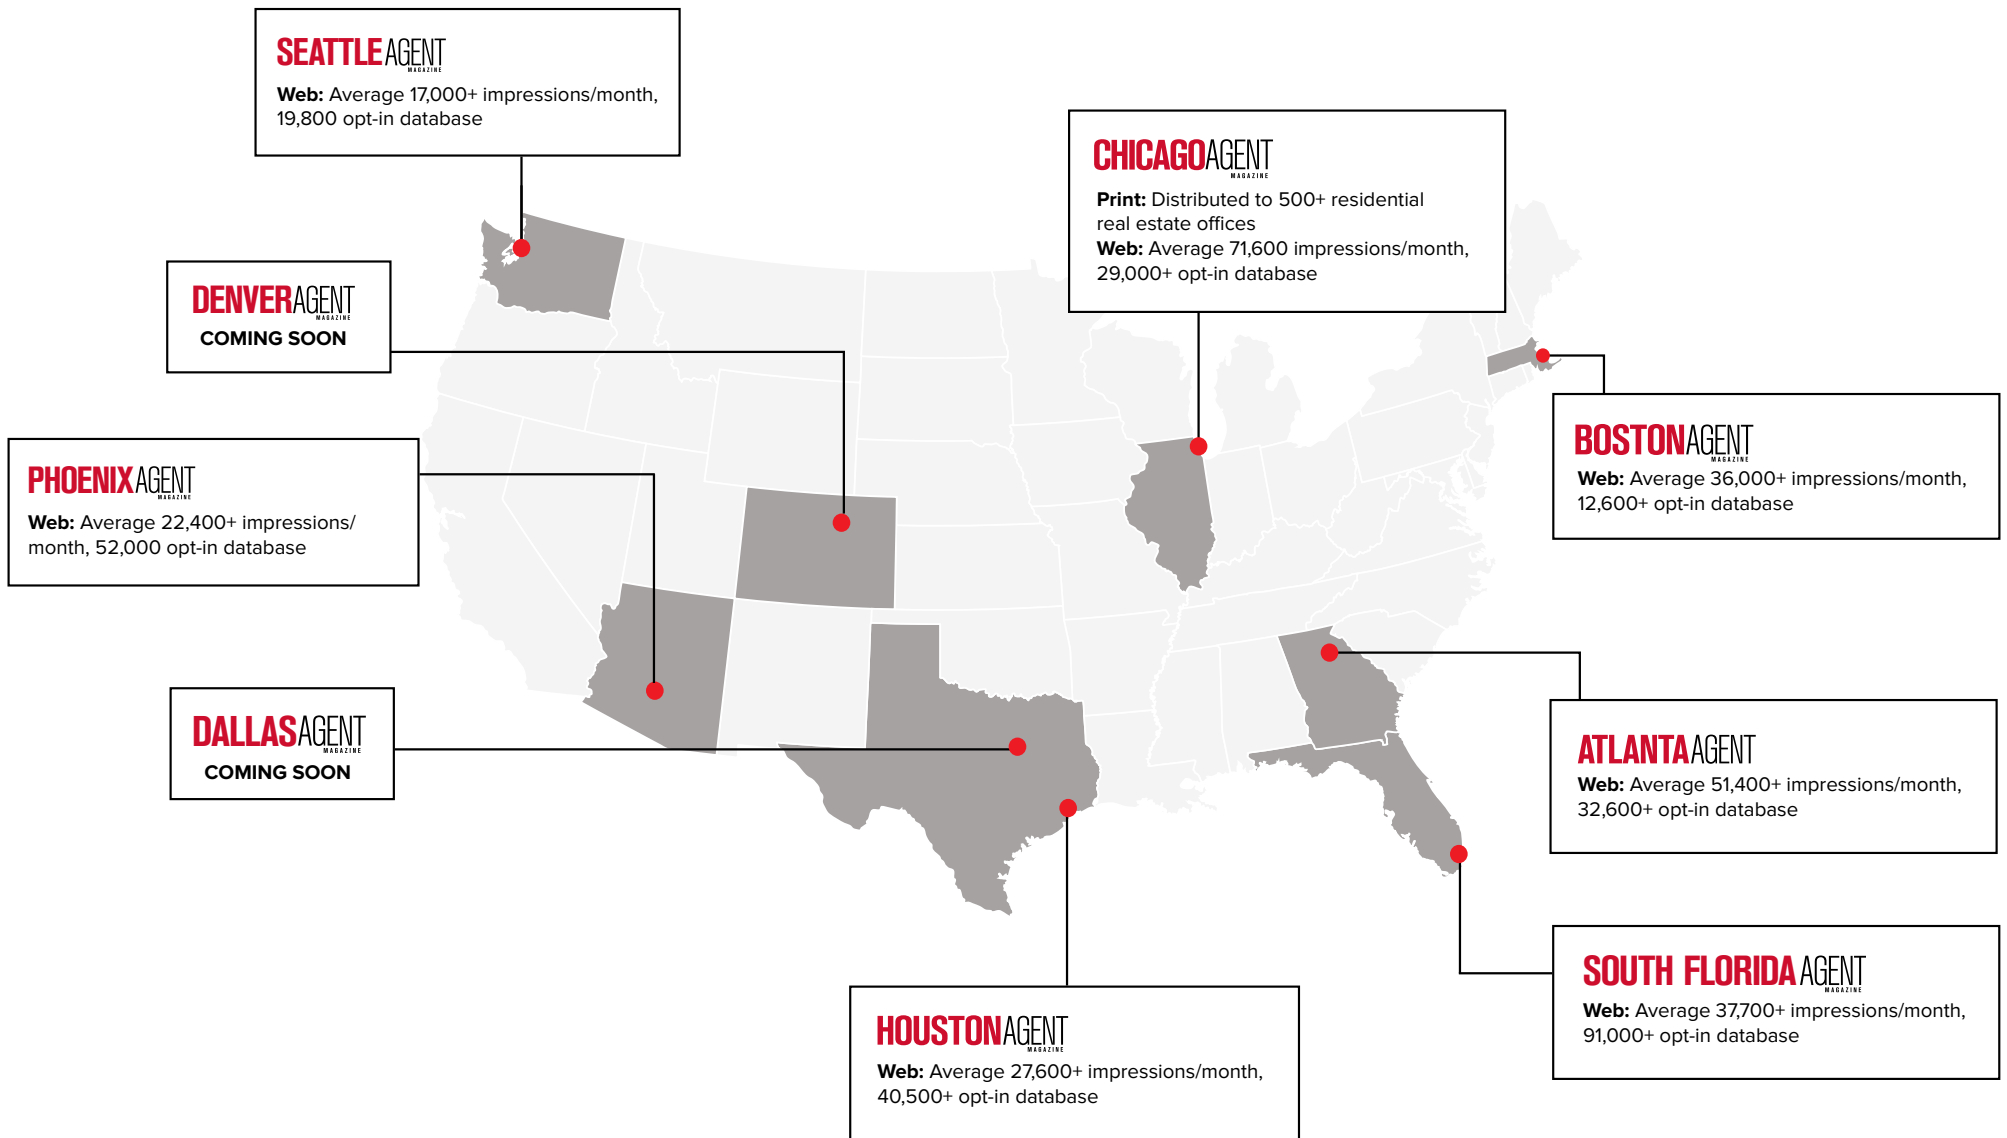 SEATTLE AGENT
MAGAZINE
Web: Average 17,000+ impressions/month,
19,800 opt-in database
CHICAGO AGENT
MAGAZINE
Print: Distributed to 500+ residential
real estate offices
Web: Average 71,600 impressions/month,
29,000+ opt-in database
DENVER AGENT
MAGAZINE
COMING SOON
BOSTON AGENT
MAGAZINE
Web: Average 36,000+ impressions/month,
12,600+ opt-in database
PHOENIX AGENT
MAGAZINE
Web: Average 22,400+ impressions/
month, 52,000 opt-in database
DALLAS AGENT
MAGAZINE
COMING SOON
ATLANTA AGENT
Web: Average 51,400+ impressions/month,
32,600+ opt-in database
SOUTH FLORIDA AGENT
MAGAZINE
Web: Average 37,700+ impressions/month,
91,000+ opt-in database
HOUSTON AGENT
MAGAZINE
Web: Average 27,600+ impressions/month,
40,500+ opt-in database